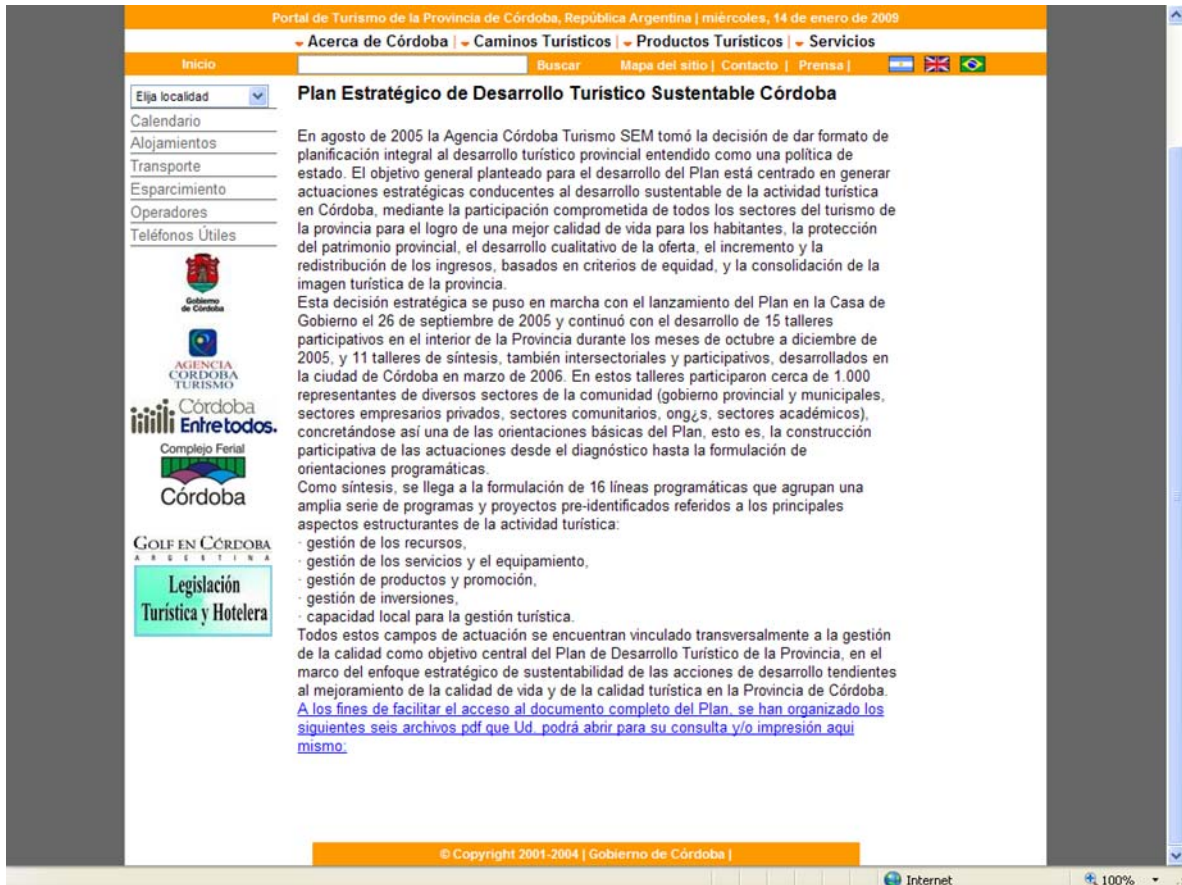 Portal de Turismo de la Provincia de Córdoba, República Argentina | miércoles, 14 de enero de 2009
Acerca de Córdoba | Caminos Turísticos | Productos Turísticos | Servicios
Inicio Buscar Mapa del sitio | Contacto | Prensa |
Elija localidad
Calendario
Alojamientos
Transporte
Esparcimiento
Operadores
Teléfonos Útiles
Gobierno
de Córdoba
AGENCIA
CORDOBA
TURISMO
Córdoba
Entre todos.
Complejo Ferial
Córdoba
GOLF EN CÓRDOBA
ARGENTINA
Legislación
Turística y Hotelera
Plan Estratégico de Desarrollo Turístico Sustentable Córdoba
En agosto de 2005 la Agencia Córdoba Turismo SEM tomó la decisión de dar formato de
planificación integral al desarrollo turístico provincial entendido como una política de
estado. El objetivo general planteado para el desarrollo del Plan está centrado en generar
actuaciones estratégicas conducentes al desarrollo sustentable de la actividad turística
en Córdoba, mediante la participación comprometida de todos los sectores del turismo de
la provincia para el logro de una mejor calidad de vida para los habitantes, la protección
del patrimonio provincial, el desarrollo cualitativo de la oferta, el incremento y la
redistribución de los ingresos, basados en criterios de equidad, y la consolidación de la
imagen turística de la provincia.
Esta decisión estratégica se puso en marcha con el lanzamiento del Plan en la Casa de
Gobierno el 26 de septiembre de 2005 y continuó con el desarrollo de 15 talleres
participativos en el interior de la Provincia durante los meses de octubre a diciembre de
2005, y 11 talleres de síntesis, también intersectoriales y participativos, desarrollados en
la ciudad de Córdoba en marzo de 2006. En estos talleres participaron cerca de 1.000
representantes de diversos sectores de la comunidad (gobierno provincial y municipales,
sectores empresarios privados, sectores comunitarios, ong¿s, sectores académicos),
concretándose así una de las orientaciones básicas del Plan, esto es, la construcción
participativa de las actuaciones desde el diagnóstico hasta la formulación de
orientaciones programáticas.
Como síntesis, se llega a la formulación de 16 líneas programáticas que agrupan una
amplia serie de programas y proyectos pre-identificados referidos a los principales
aspectos estructurantes de la actividad turística:
· gestión de los recursos,
· gestión de los servicios y el equipamiento,
· gestión de productos y promoción,
· gestión de inversiones,
· capacidad local para la gestión turística.
Todos estos campos de actuación se encuentran vinculado transversalmente a la gestión
de la calidad como objetivo central del Plan de Desarrollo Turístico de la Provincia, en el
marco del enfoque estratégico de sustentabilidad de las acciones de desarrollo tendientes
al mejoramiento de la calidad de vida y de la calidad turística en la Provincia de Córdoba.
A los fines de facilitar el acceso al documento completo del Plan, se han organizado los
siguientes seis archivos pdf que Ud. podrá abrir para su consulta y/o impresión aqui
mismo:
© Copyright 2001-2004 | Gobierno de Córdoba |
Internet 100%